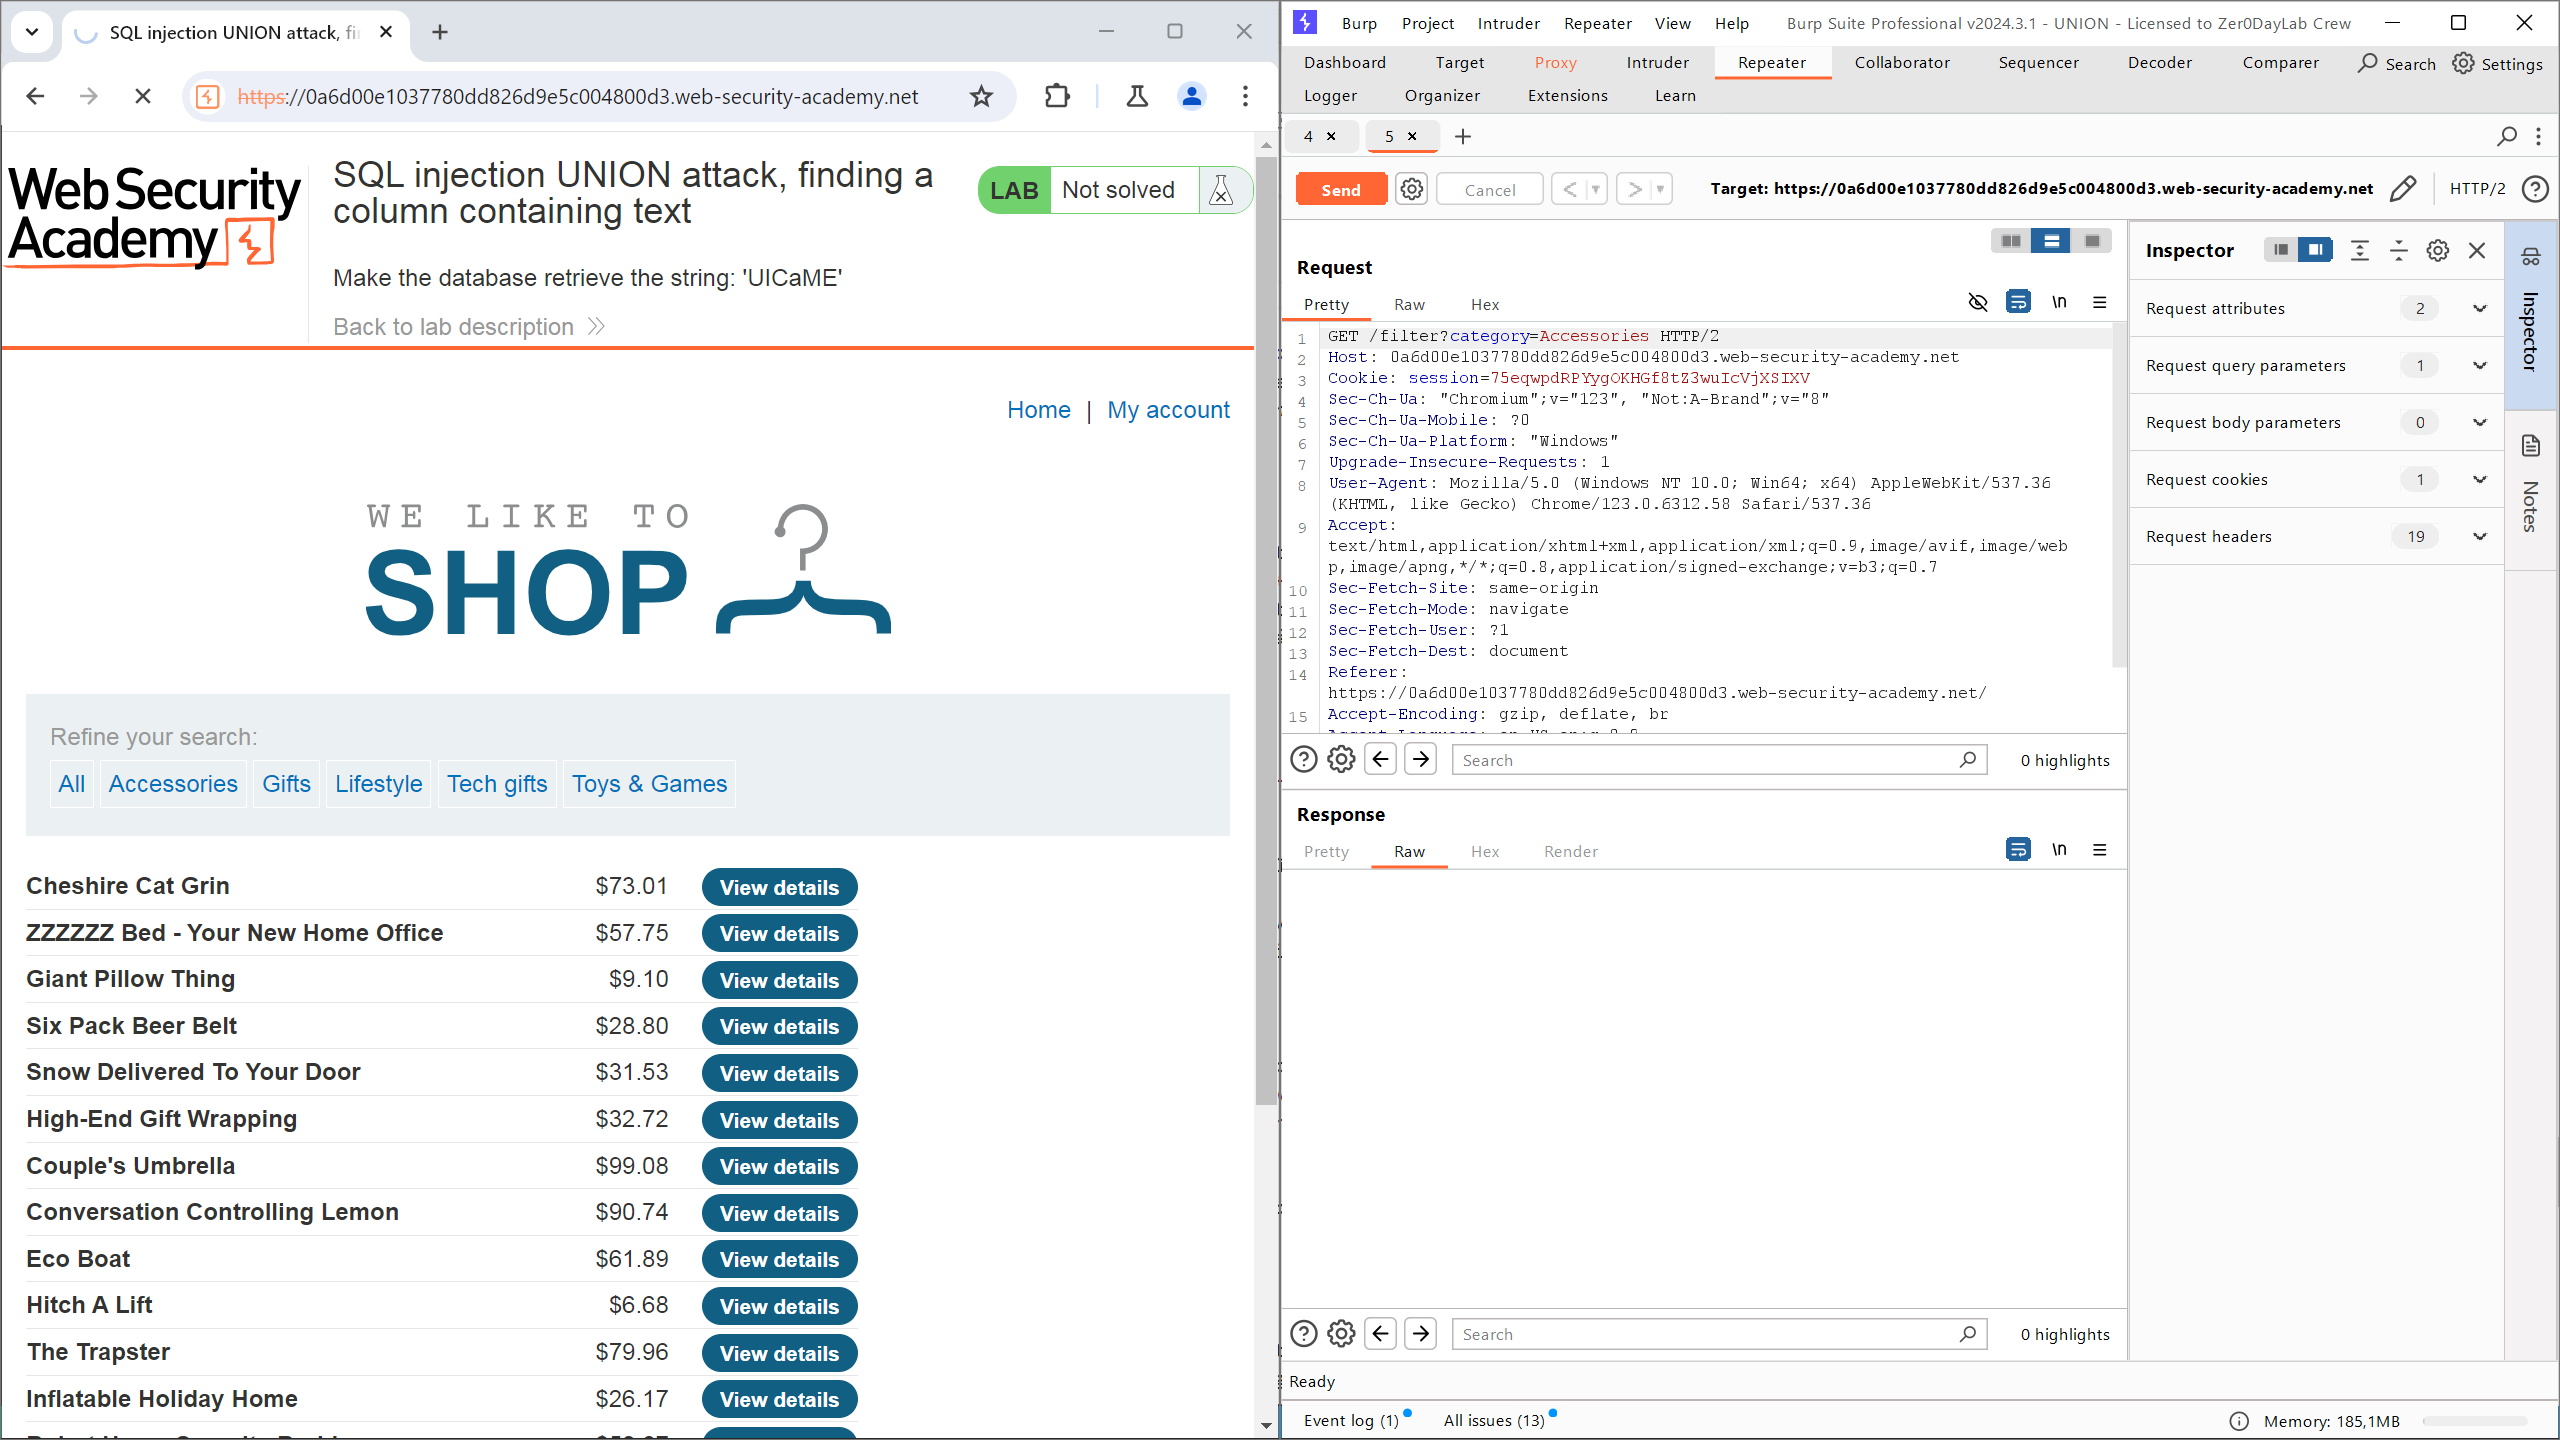 SQL injection UNION attack, fi
https://0a6d00e1037780dd826d9e5c004800d3.web-security-academy.net
Web Security
Academy
SQL injection UNION attack, finding a
column containing text
LAB Not solved
Make the database retrieve the string: 'UICaME'
Back to lab description
Home | My account
WE LIKE TO
SHOP
Refine your search:
All Accessories Gifts Lifestyle Tech gifts Toys & Games
Cheshire Cat Grin $73.01 View details
ZZZZZZ Bed - Your New Home Office $57.75 View details
Giant Pillow Thing $9.10 View details
Six Pack Beer Belt $28.80 View details
Snow Delivered To Your Door $31.53 View details
High-End Gift Wrapping $32.72 View details
Couple's Umbrella $99.08 View details
Conversation Controlling Lemon $90.74 View details
Eco Boat $61.89 View details
Hitch A Lift $6.68 View details
The Trapster $79.96 View details
Inflatable Holiday Home $26.17 View details
Burp Project Intruder Repeater View Help Burp Suite Professional v2024.3.1 - UNION - Licensed to Zer0DayLab Crew
Dashboard Target Proxy Intruder Repeater Collaborator Sequencer Decoder Comparer Search Settings
Logger Organizer Extensions Learn
4 × 5 × +
Send Cancel < > Target: https://0a6d00e1037780dd826d9e5c004800d3.web-security-academy.net HTTP/2
Request
Pretty Raw Hex \n
1 GET /filter?category=Accessories HTTP/2
2 Host: 0a6d00e1037780dd826d9e5c004800d3.web-security-academy.net
3 Cookie: session=75eqwpdRPYygOKHGf8tZ3wuIcVjXSIXV
4 Sec-Ch-Ua: "Chromium";v="123", "Not:A-Brand";v="8"
5 Sec-Ch-Ua-Mobile: ?0
6 Sec-Ch-Ua-Platform: "Windows"
7 Upgrade-Insecure-Requests: 1
8 User-Agent: Mozilla/5.0 (Windows NT 10.0; Win64; x64) AppleWebKit/537.36
(KHTML, like Gecko) Chrome/123.0.6312.58 Safari/537.36
9 Accept:
text/html,application/xhtml+xml,application/xml;q=0.9,image/avif,image/web
p,image/apng,*/*;q=0.8,application/signed-exchange;v=b3;q=0.7
10 Sec-Fetch-Site: same-origin
11 Sec-Fetch-Mode: navigate
12 Sec-Fetch-User: ?1
13 Sec-Fetch-Dest: document
14 Referer:
https://0a6d00e1037780dd826d9e5c004800d3.web-security-academy.net/
15 Accept-Encoding: gzip, deflate, br
Search 0 highlights
Response
Pretty Raw Hex Render \n
Search 0 highlights
Inspector
Request attributes 2
Request query parameters 1
Request body parameters 0
Request cookies 1
Request headers 19
Inspector
Notes
Ready
Event log (1) All issues (13) Memory: 185,1MB